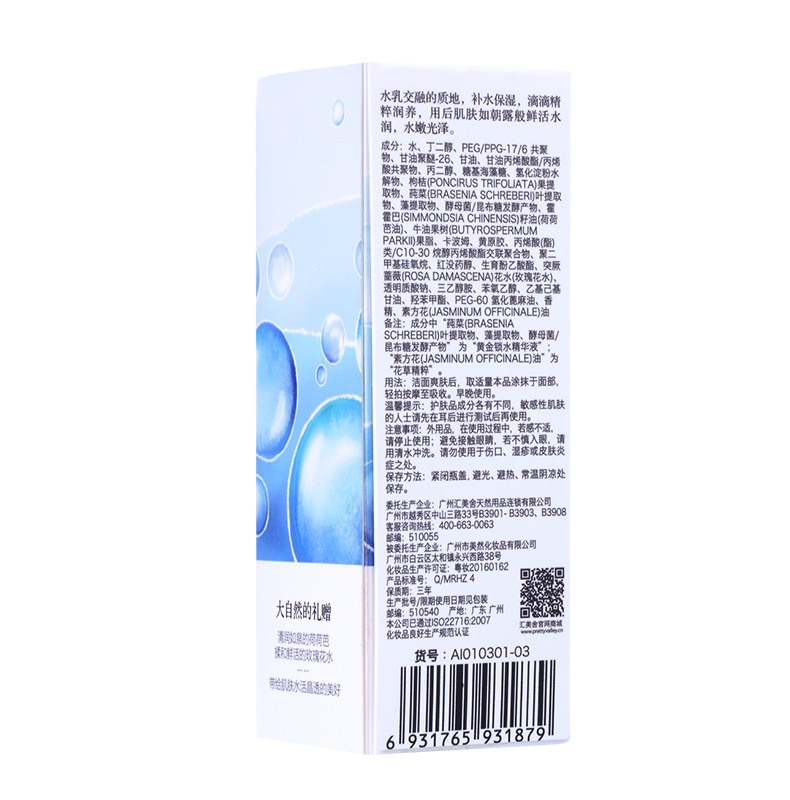 水乳交融的质地，补水保湿，滴滴精
粹润养，用后肌肤如朝露般鲜活水
润，水嫩光泽。
成分：水、丁二醇、PEG/PPG-17/6 共聚
物、甘油聚醚-26、甘油、甘油丙烯酸酯/丙烯
酸共聚物、丙二醇、糖基海藻糖、氢化淀粉水
解物、枸桔(PONCIRUS TRIFOLIATA)果提
取物、莼菜(BRASENIA SCHREBERI)叶提取
物、藻提取物、酵母菌/昆布糖发酵产物、霍
霍巴(SIMMONDSIA CHINENSIS)籽油(荷荷
芭油)、牛油果树(BUTYROSPERMUM
PARKII)果脂、卡波姆、黄原胶、丙烯酸(酯)
类/C10-30 烷醇丙烯酸酯交联聚合物、聚二
甲基硅氧烷、红没药醇、生育酚乙酸酯、突厥
蔷薇(ROSA DAMASCENA)花水(玫瑰花水)、
透明质酸钠、三乙醇胺、苯氧乙醇、乙基己基
甘油、羟苯甲酯、PEG-60 氢化蓖麻油、香
精、素方花(JASMINUM OFFICINALE)油
备注：成分中“莼菜(BRASENIA
SCHREBERI)叶提取物、藻提取物、酵母菌/
昆布糖发酵产物”为“黄金锁水精华液”；
“素方花(JASMINUM OFFICINALE)油”为
“花草精粹”。
用法：洁面爽肤后，取适量本品涂抹于面部，
轻拍按摩至吸收。早晚使用。
温馨提示：护肤品成分各有不同，敏感性肌肤
的人士请先在耳后进行测试后再使用。
注意事项：外用品，在使用过程中，若感不适，
请停止使用；避免接触眼睛，若不慎入眼，请
用清水冲洗。请勿使用于伤口、湿疹或皮肤炎
症之处。
保存方法：紧闭瓶盖，避光、避热、常温阴凉处
保存。
委托生产企业：广州汇美舍天然用品连锁有限公司
广州市越秀区中山三路33号B3901- B3903、B3908
客服咨询热线：400-663-0063
邮编：510055
被委托生产企业：广州市美然化妆品有限公司
广州市白云区太和镇永兴西路38号
化妆品生产许可证：粤妆20160162
产品标准号：Q/MRHZ 4
保质期：三年
生产批号/限期使用日期见包装
邮编：510540 产地：广东 广州
本公司已通过ISO22716:2007
化妆品良好生产规范认证
汇美舍官网商城
www.prettyvalley.cn
货号：AI010301-03
6 931765 931879
大自然的礼赠
清润如泉的荷荷芭
揉和鲜活的玫瑰花水
……
带给肌肤水活晶透的美好